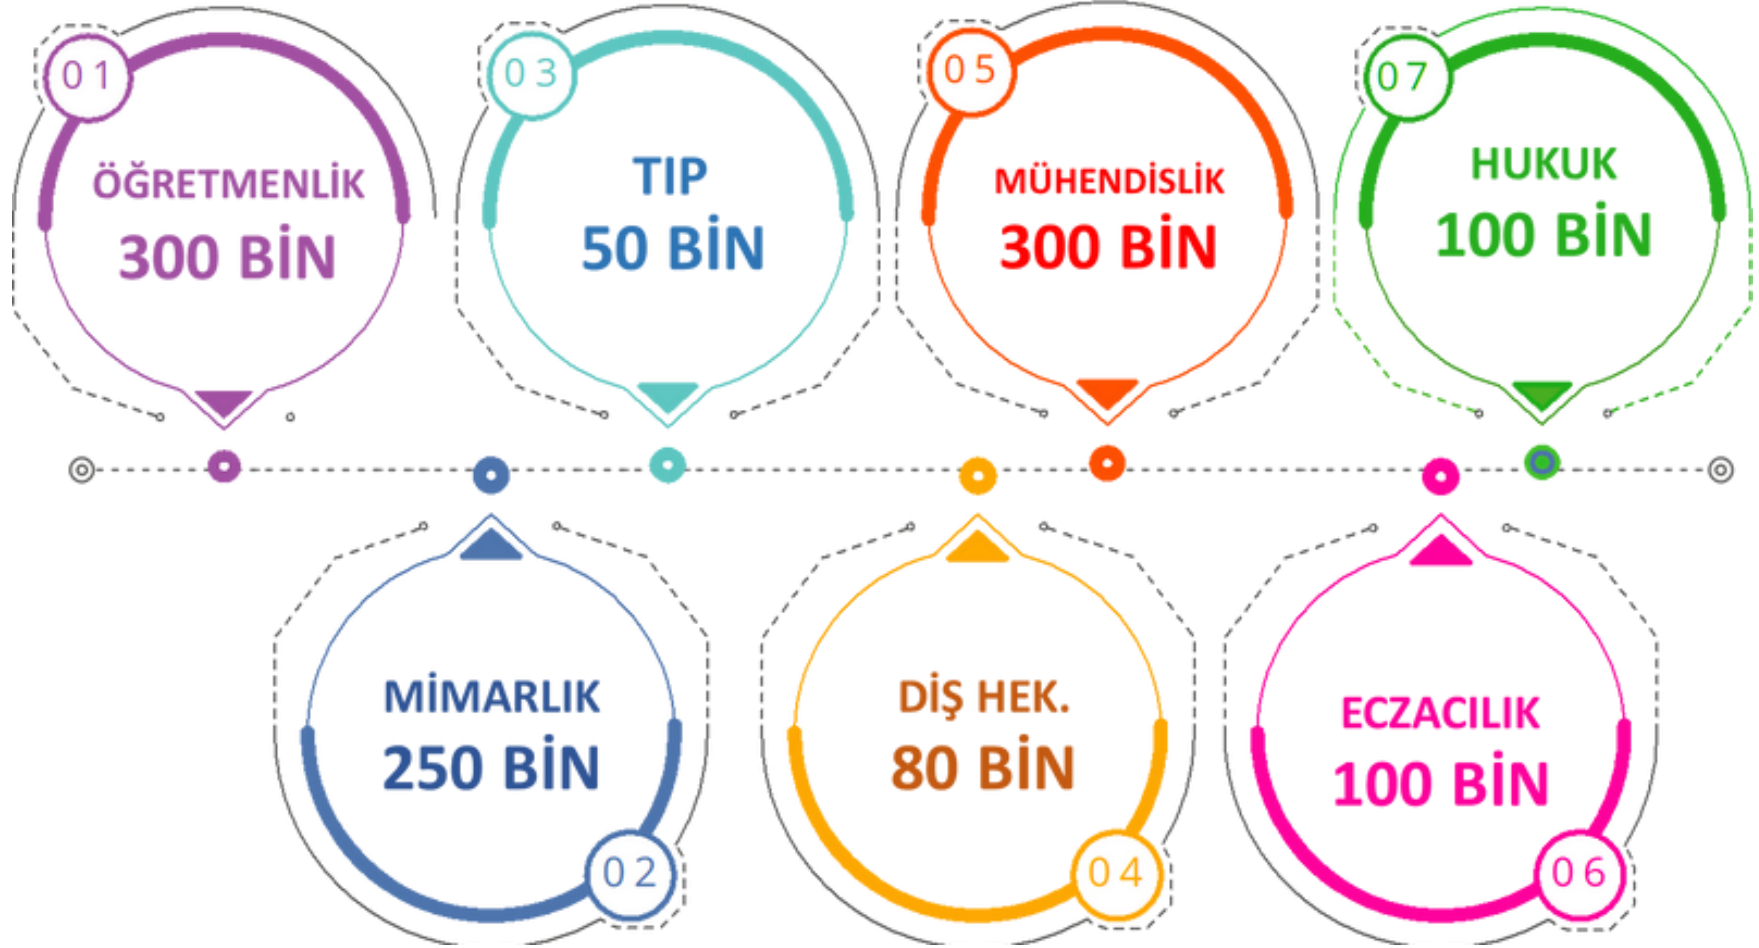 01
ÖĞRETMENLİK
300 BİN
03
TIP
50 BİN
05
MÜHENDİSLİK
300 BİN
07
HUKUK
100 BİN
MİMARLIK
250 BİN
02
DİŞ HEK.
80 BİN
04
ECZACILIK
100 BİN
06